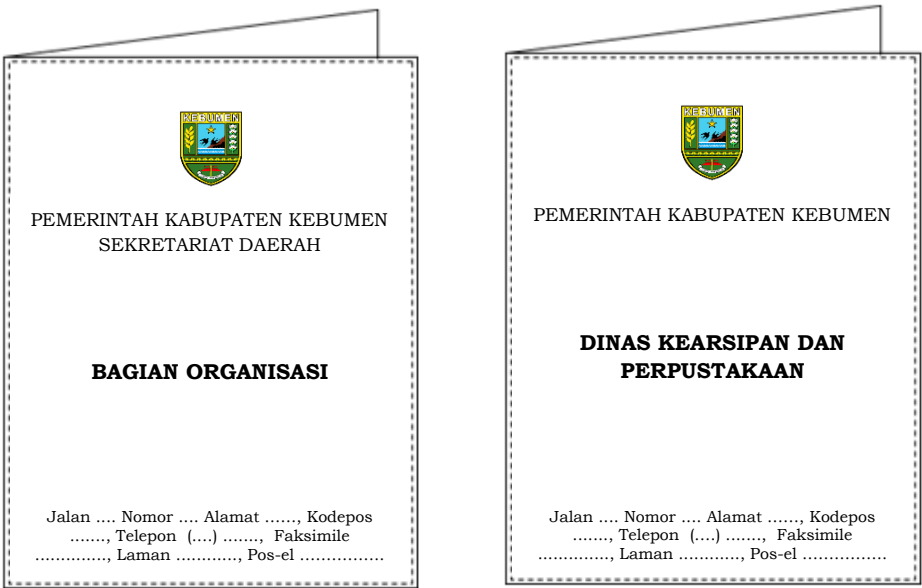 KEBUMEN
PEMERINTAH KABUPATEN KEBUMEN
SEKRETARIAT DAERAH
BAGIAN ORGANISASI
Jalan .... Nomor .... Alamat ......, Kodepos
......., Telepon (....) ......., Faksimile
............., Laman ..........., Pos-el ...............
KEBUMEN
PEMERINTAH KABUPATEN KEBUMEN
DINAS KEARSIPAN DAN
PERPUSTAKAAN
Jalan .... Nomor .... Alamat ......, Kodepos
......., Telepon (....) ......., Faksimile
............., Laman ..........., Pos-el ...............